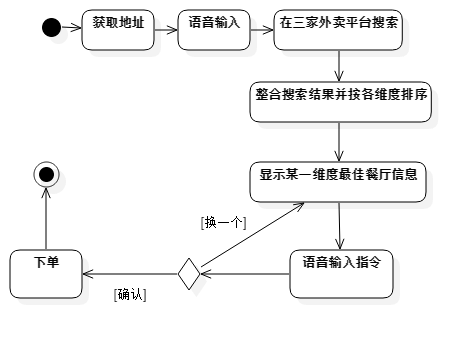 获取地址
语音输入
在三家外卖平台搜索
整合搜索结果并按各维度排序
显示某一维度最佳餐厅信息
[换一个]
下单
语音输入指令
[确认]